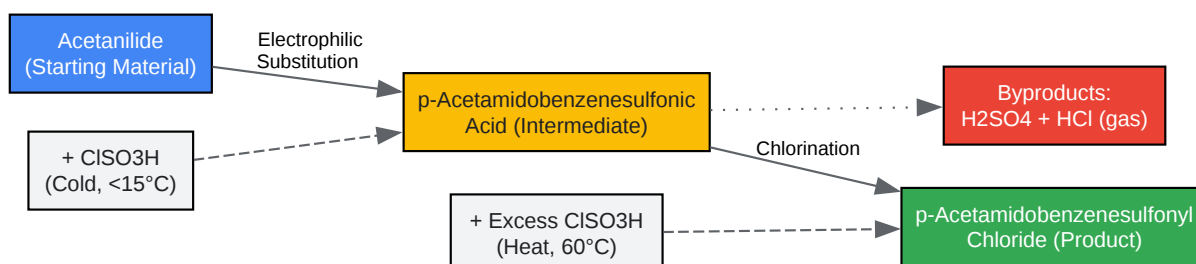 Acetanilide
(Starting Material)
Electrophilic
Substitution
+ ClSO3H
(Cold, <15°C)
p-Acetamidobenzenesulfonic
Acid (Intermediate)
Byproducts:
H2SO4 + HCl (gas)
Chlorination
+ Excess ClSO3H
(Heat, 60°C)
p-Acetamidobenzenesulfonyl
Chloride (Product)